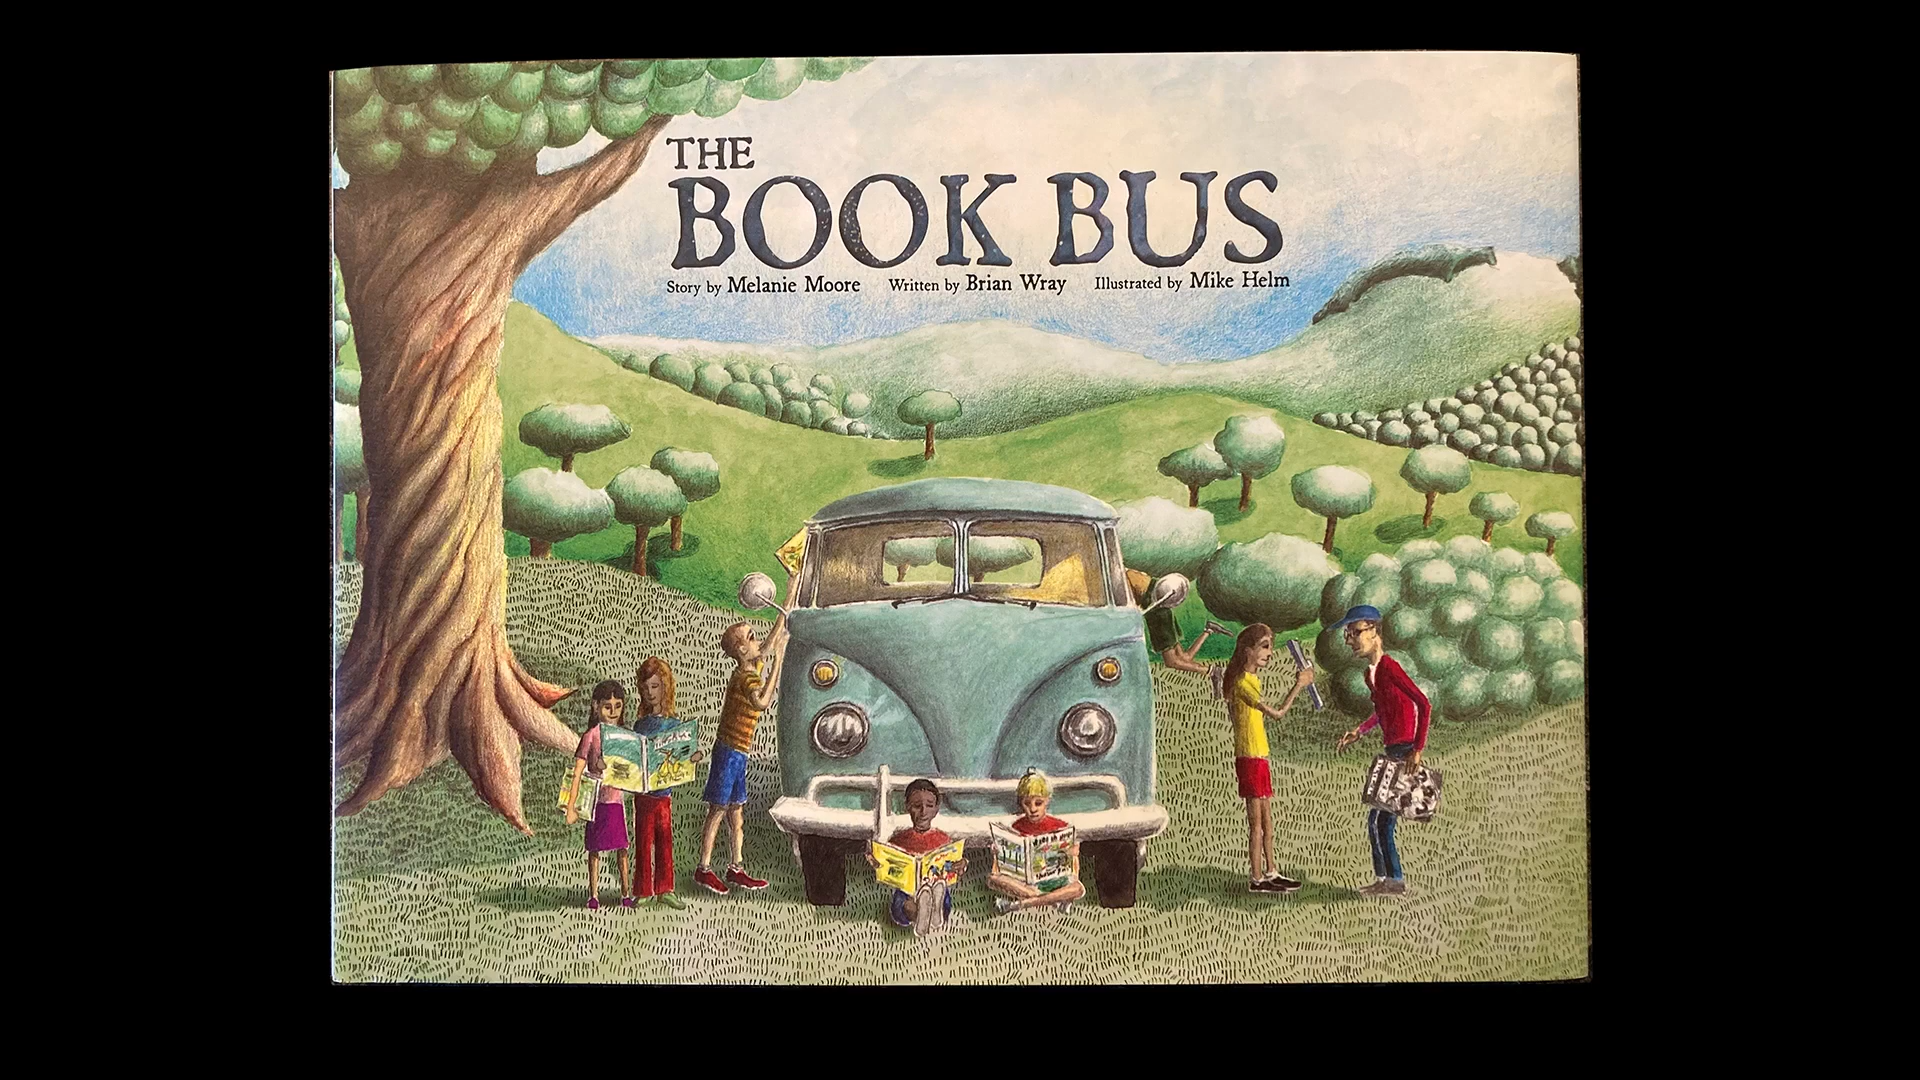 THE
BOOK BUS
Story by Melanie Moore Written by Brian Wray Illustrated by Mike Helm